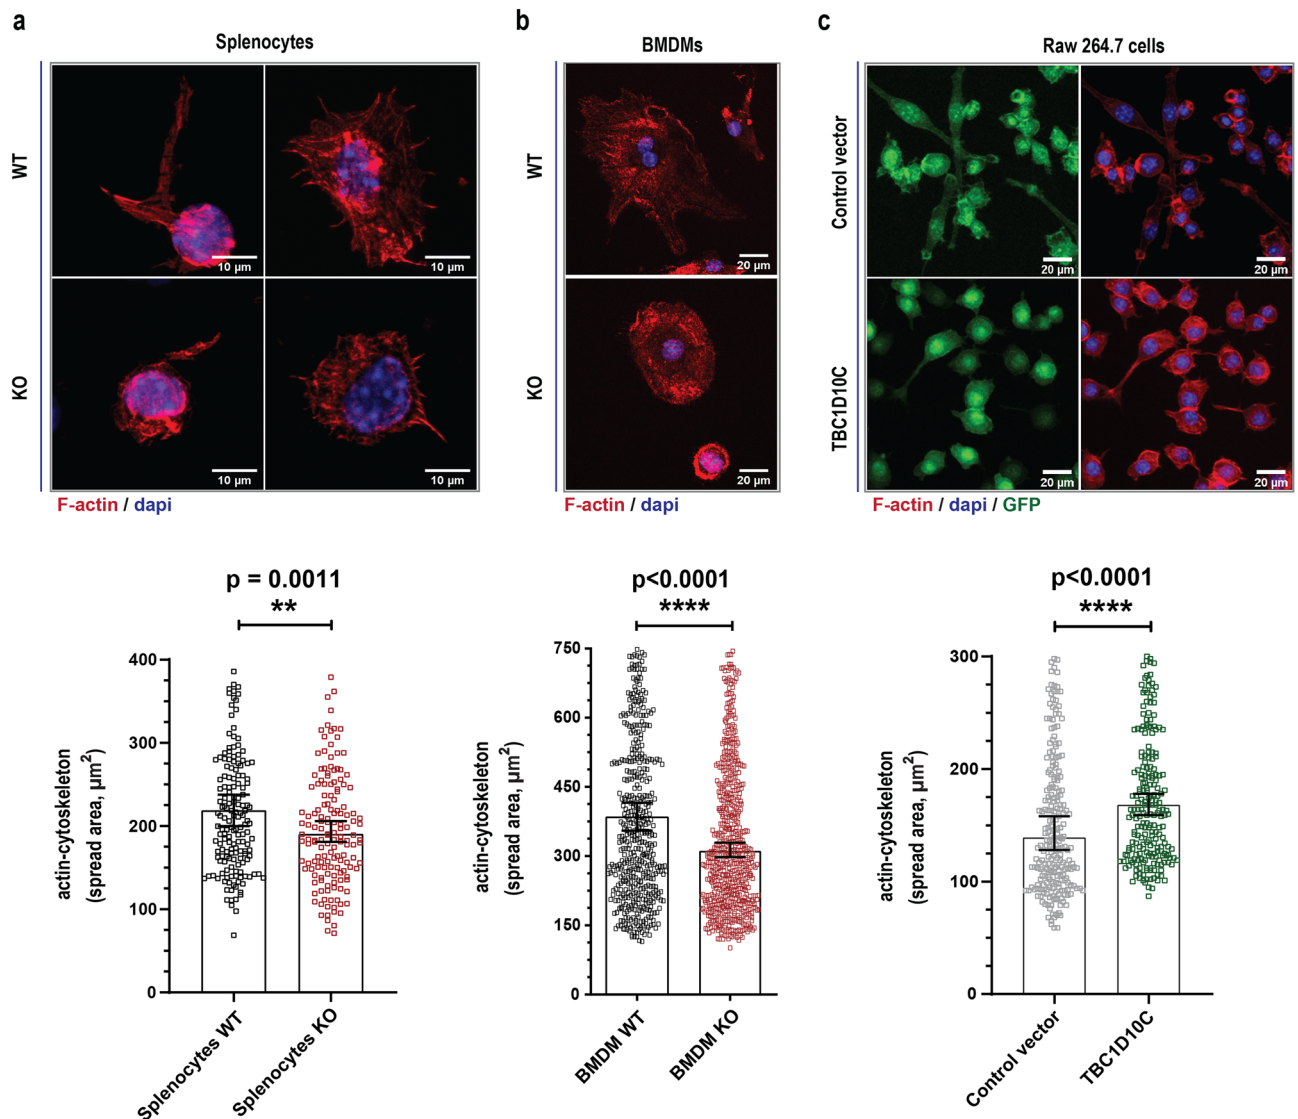 a
Splenocytes
WT
KO
10 µm
10 µm
10 µm
10 µm
F-actin / dapi
p = 0.0011
**
actin-cytoskeleton
(spread area, µm²)
400
300
200
100
0
Splenocytes WT
Splenocytes KO
b
BMDMs
WT
KO
20 µm
20 µm
F-actin / dapi
p<0.0001
****
actin-cytoskeleton
(spread area, µm²)
750
600
450
300
150
0
BMDM WT
BMDM KO
c
Raw 264.7 cells
Control vector
TBC1D10C
20 µm
20 µm
20 µm
20 µm
F-actin / dapi / GFP
p<0.0001
****
actin-cytoskeleton
(spread area, µm²)
300
200
100
0
Control vector
TBC1D10C